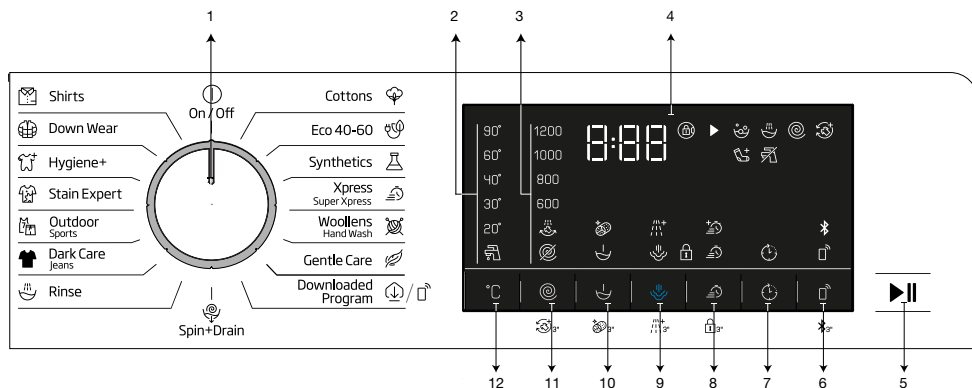 1
2
3
4
On / Off
Shirts
Down Wear
Hygiene+
Stain Expert
Outdoor
Sports
Dark Care
Jeans
Rinse
Spin+Drain
Cottons
Eco 40-60
Synthetics
Xpress
Super Xpress
Woollens
Hand Wash
Gentle Care
Downloaded
Program
/
90°
60°
40°
30°
20°
1200
1000
800
600
8:88
°C
3"
3"
3"
3"
3"
12
11
10
9
8
7
6
5